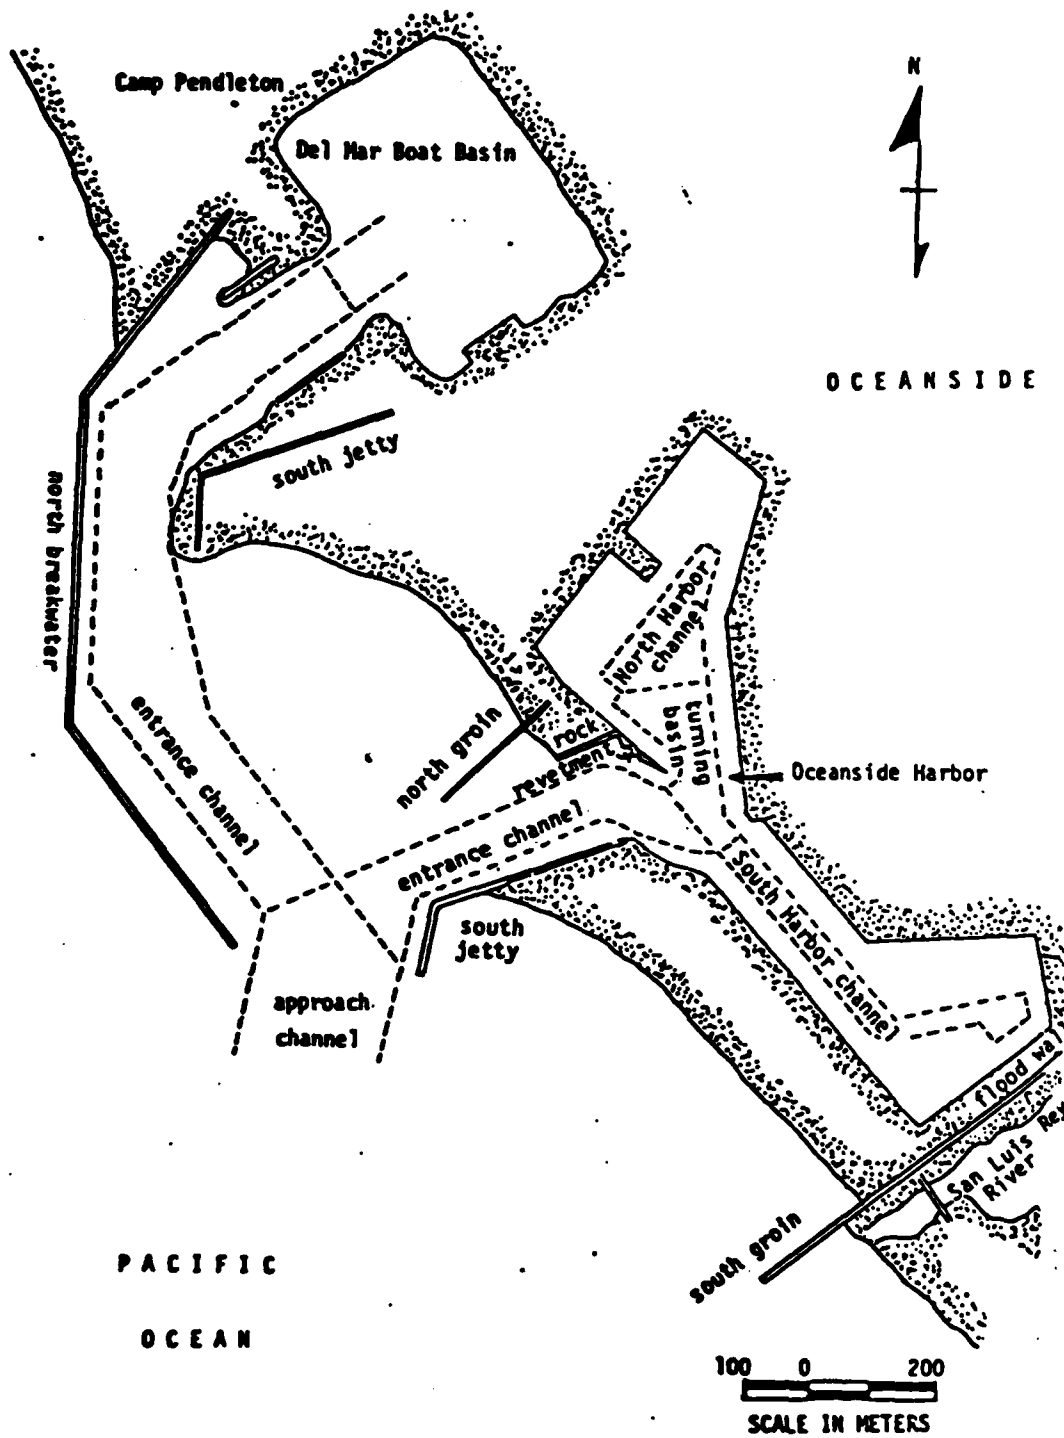 Camp Pendleton
N
Del Mar Boat Basin
OCEANSIDE
south jetty
north breakwater
North Harbor
channel
turning
basin
rock
revetment
north groin
Oceanside Harbor
entrance channel
entrance channel
South Harbor channel
south
jetty
approach
channel
flood wal
San Luis Rey
River
south groin
PACIFIC
OCEAN
100 0 200
SCALE IN METERS